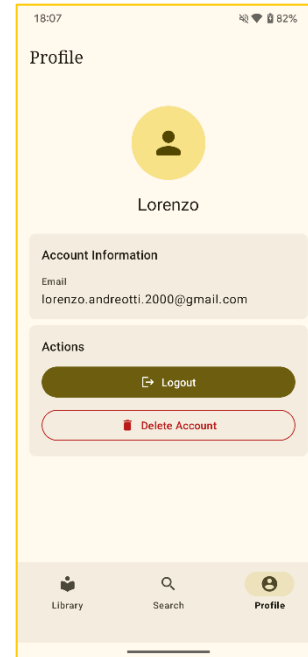 18:07 82%
Profile
Lorenzo
Account Information
Email
lorenzo.andreotti.2000@gmail.com
Actions
Logout
Delete Account
Library Search Profile